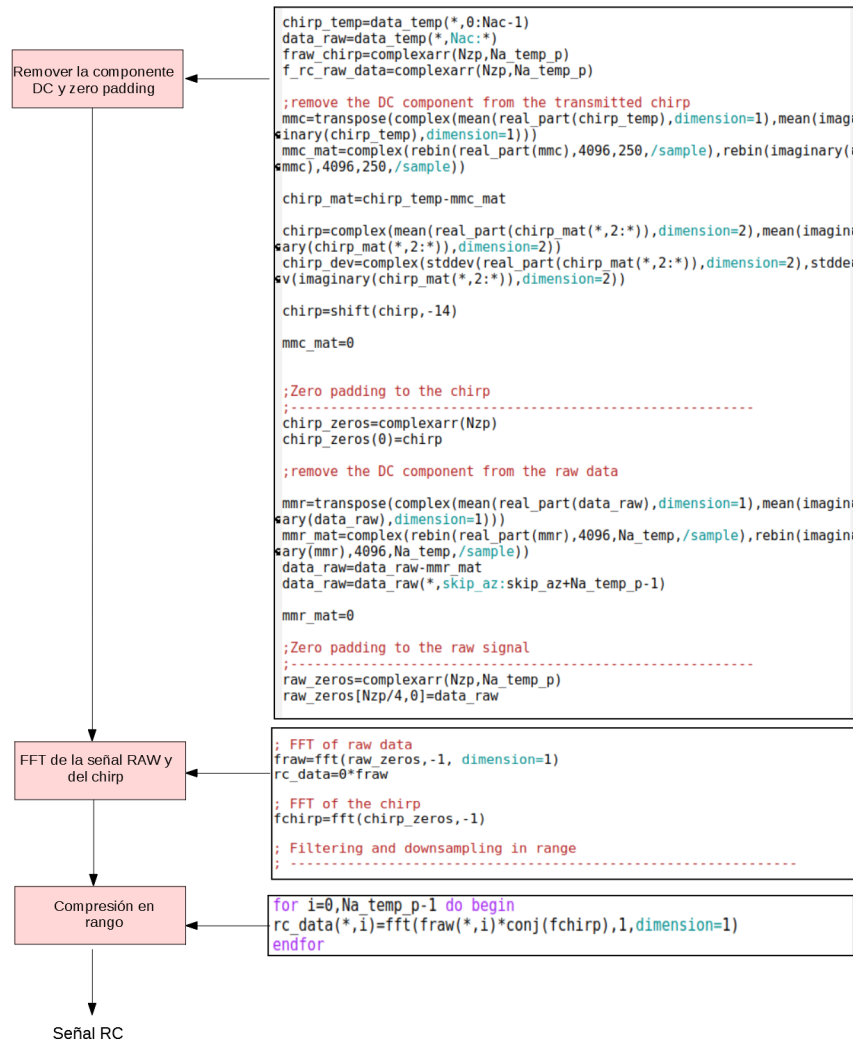 Remover la componente
DC y zero padding
chirp_temp=data_temp(*,0:Nac-1)
data_raw=data_temp(*,Nac:*)
fraw_chirp=complexarr(Nzp,Na_temp_p)
f_rc_raw_data=complexarr(Nzp,Na_temp_p)
;remove the DC component from the transmitted chirp
mmc=transpose(complex(mean(real_part(chirp_temp),dimension=1),mean(imag
inary(chirp_temp),dimension=1)))
mmc_mat=complex(rebin(real_part(mmc),4096,250,/sample),rebin(imaginary(
mmc),4096,250,/sample))
chirp_mat=chirp_temp-mmc_mat
chirp=complex(mean(real_part(chirp_mat(*,2:*)),dimension=2),mean(imagin
ary(chirp_mat(*,2:*)),dimension=2))
chirp_dev=complex(stddev(real_part(chirp_mat(*,2:*)),dimension=2),stdde
v(imaginary(chirp_mat(*,2:*)),dimension=2))
chirp=shift(chirp,-14)
mmc_mat=0
;Zero padding to the chirp
;---------------------------------------------------------
chirp_zeros=complexarr(Nzp)
chirp_zeros(0)=chirp
;remove the DC component from the raw data
mmr=transpose(complex(mean(real_part(data_raw),dimension=1),mean(imagin
ary(data_raw),dimension=1)))
mmr_mat=complex(rebin(real_part(mmr),4096,Na_temp,/sample),rebin(imagin
ary(mmr),4096,Na_temp,/sample))
data_raw=data_raw-mmr_mat
data_raw=data_raw(*,skip_az:skip_az+Na_temp_p-1)
mmr_mat=0
;Zero padding to the raw signal
;---------------------------------------------------------
raw_zeros=complexarr(Nzp,Na_temp_p)
raw_zeros[Nzp/4,0]=data_raw
FFT de la señal RAW y
del chirp
; FFT of raw data
fraw=fft(raw_zeros,-1, dimension=1)
rc_data=0*fraw
; FFT of the chirp
fchirp=fft(chirp_zeros,-1)
; Filtering and downsampling in range
; --------------------------------------------------------------
Compresión en
rango
for i=0,Na_temp_p-1 do begin
rc_data(*,i)=fft(fraw(*,i)*conj(fchirp),1,dimension=1)
endfor
Señal RC